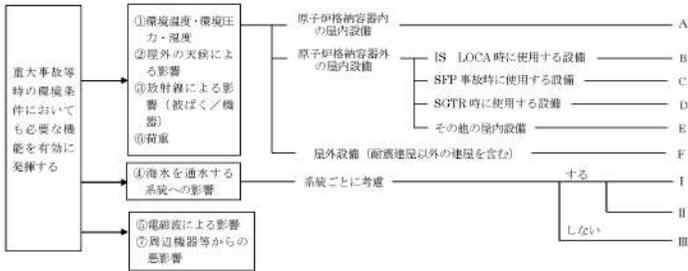 重大事故等
時の環境条
件において
も必要な機
能を有効に
発揮する
①環境温度・環境圧
力・湿度
②屋外の天候によ
る影響
③放射線による影
響（被ばく／機
器）
⑥荷重
④海水を通水する
系統への影響
⑤電磁波による影響
⑦周辺機器等からの
悪影響
原子炉格納容器内
の屋内設備
A
原子炉格納容器外
の屋内設備
IS LOCA時に使用する設備
B
SFP事故時に使用する設備
C
SGTR時に使用する設備
D
その他の屋内設備
E
屋外設備（耐震建屋以外の建屋を含む）
F
系統ごとに考慮
する
Ⅰ
Ⅱ
しない
Ⅲ